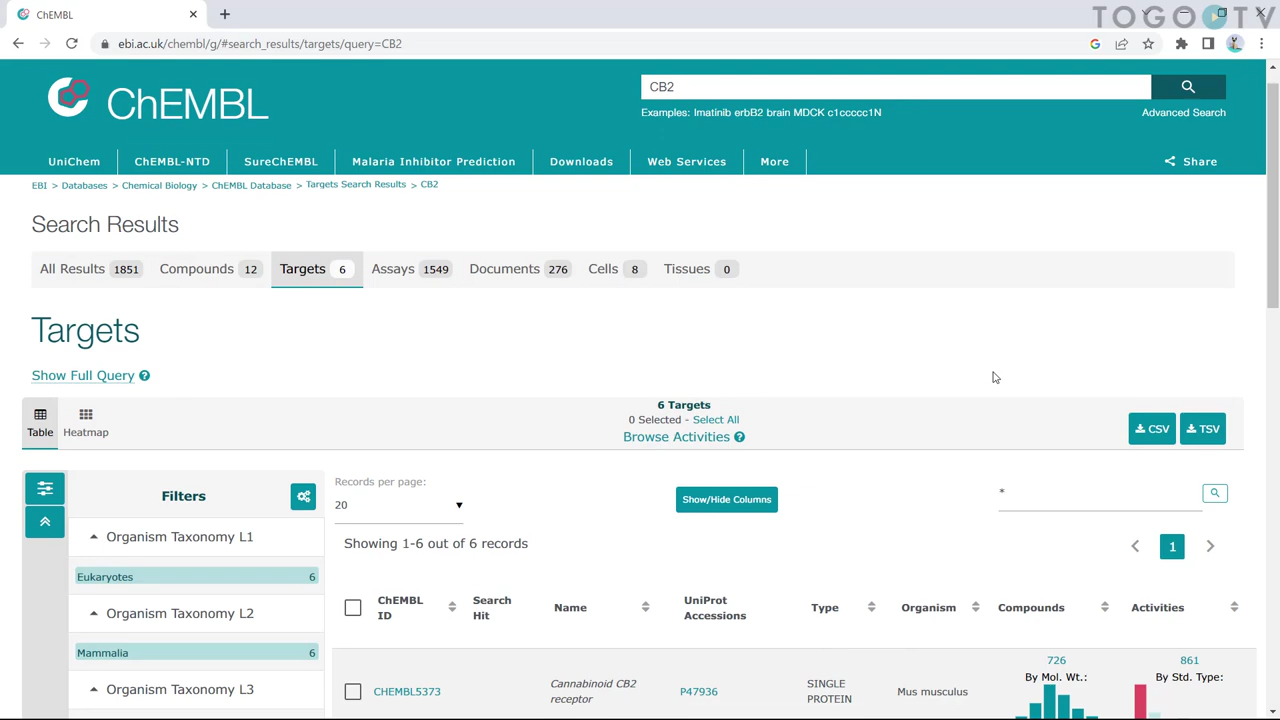 ChEMBL
TOGO TV
ebi.ac.uk/chembl/g/#search_results/targets/query=CB2
ChEMBL
CB2
Examples: Imatinib erbB2 brain MDCK c1ccccc1N
Advanced Search
UniChem
ChEMBL-NTD
SureChEMBL
Malaria Inhibitor Prediction
Downloads
Web Services
More
Share
EBI > Databases > Chemical Biology > ChEMBL Database > Targets Search Results > CB2
Search Results
All Results 1851
Compounds 12
Targets 6
Assays 1549
Documents 276
Cells 8
Tissues 0
Targets
Show Full Query ?
Table
Heatmap
6 Targets
0 Selected - Select All
Browse Activities ?
CSV
TSV
Filters
Organism Taxonomy L1
Eukaryotes 6
Organism Taxonomy L2
Mammalia 6
Organism Taxonomy L3
Records per page:
20
Show/Hide Columns
*
Showing 1-6 out of 6 records
1
ChEMBL
ID
Search
Hit
Name
UniProt
Accessions
Type
Organism
Compounds
Activities
CHEMBL5373
Cannabinoid CB2
receptor
P47936
SINGLE
PROTEIN
Mus musculus
726
By Mol. Wt.:
861
By Std. Type: